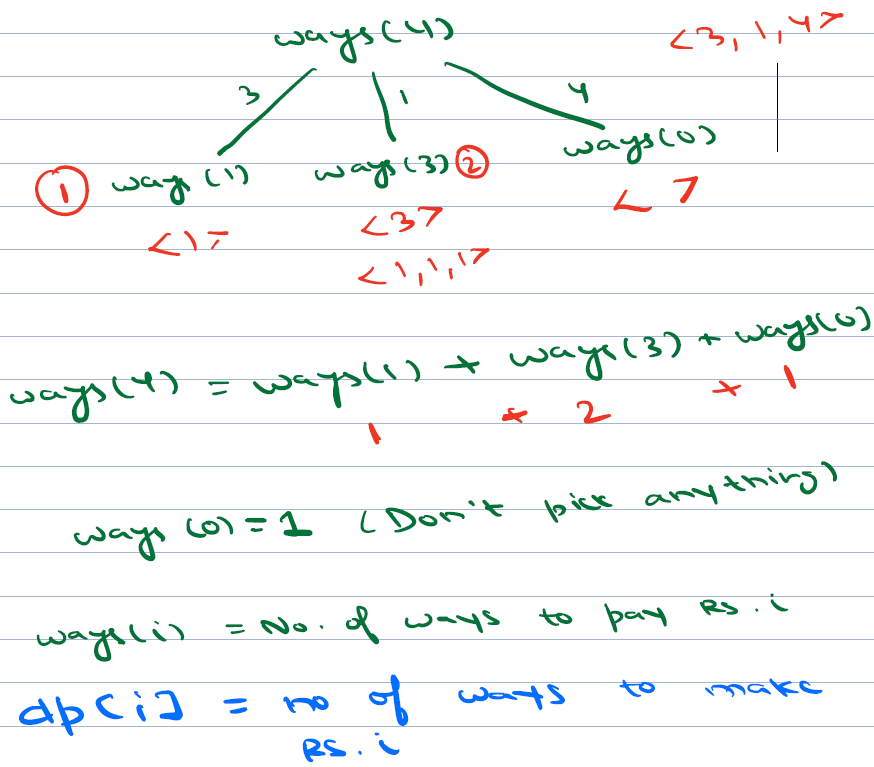 ways(4) <3, 1, 4>
3 1 4
① ways(1) ways(3) ② ways(0)
<1> <3> < >
<1,1,1>
ways(4) = ways(1) + ways(3) + ways(0)
1 + 2 + 1
ways(0) = 1 (Don't pick anything)
ways(i) = No. of ways to pay Rs. i
dp[i] = no of ways to make
Rs. i